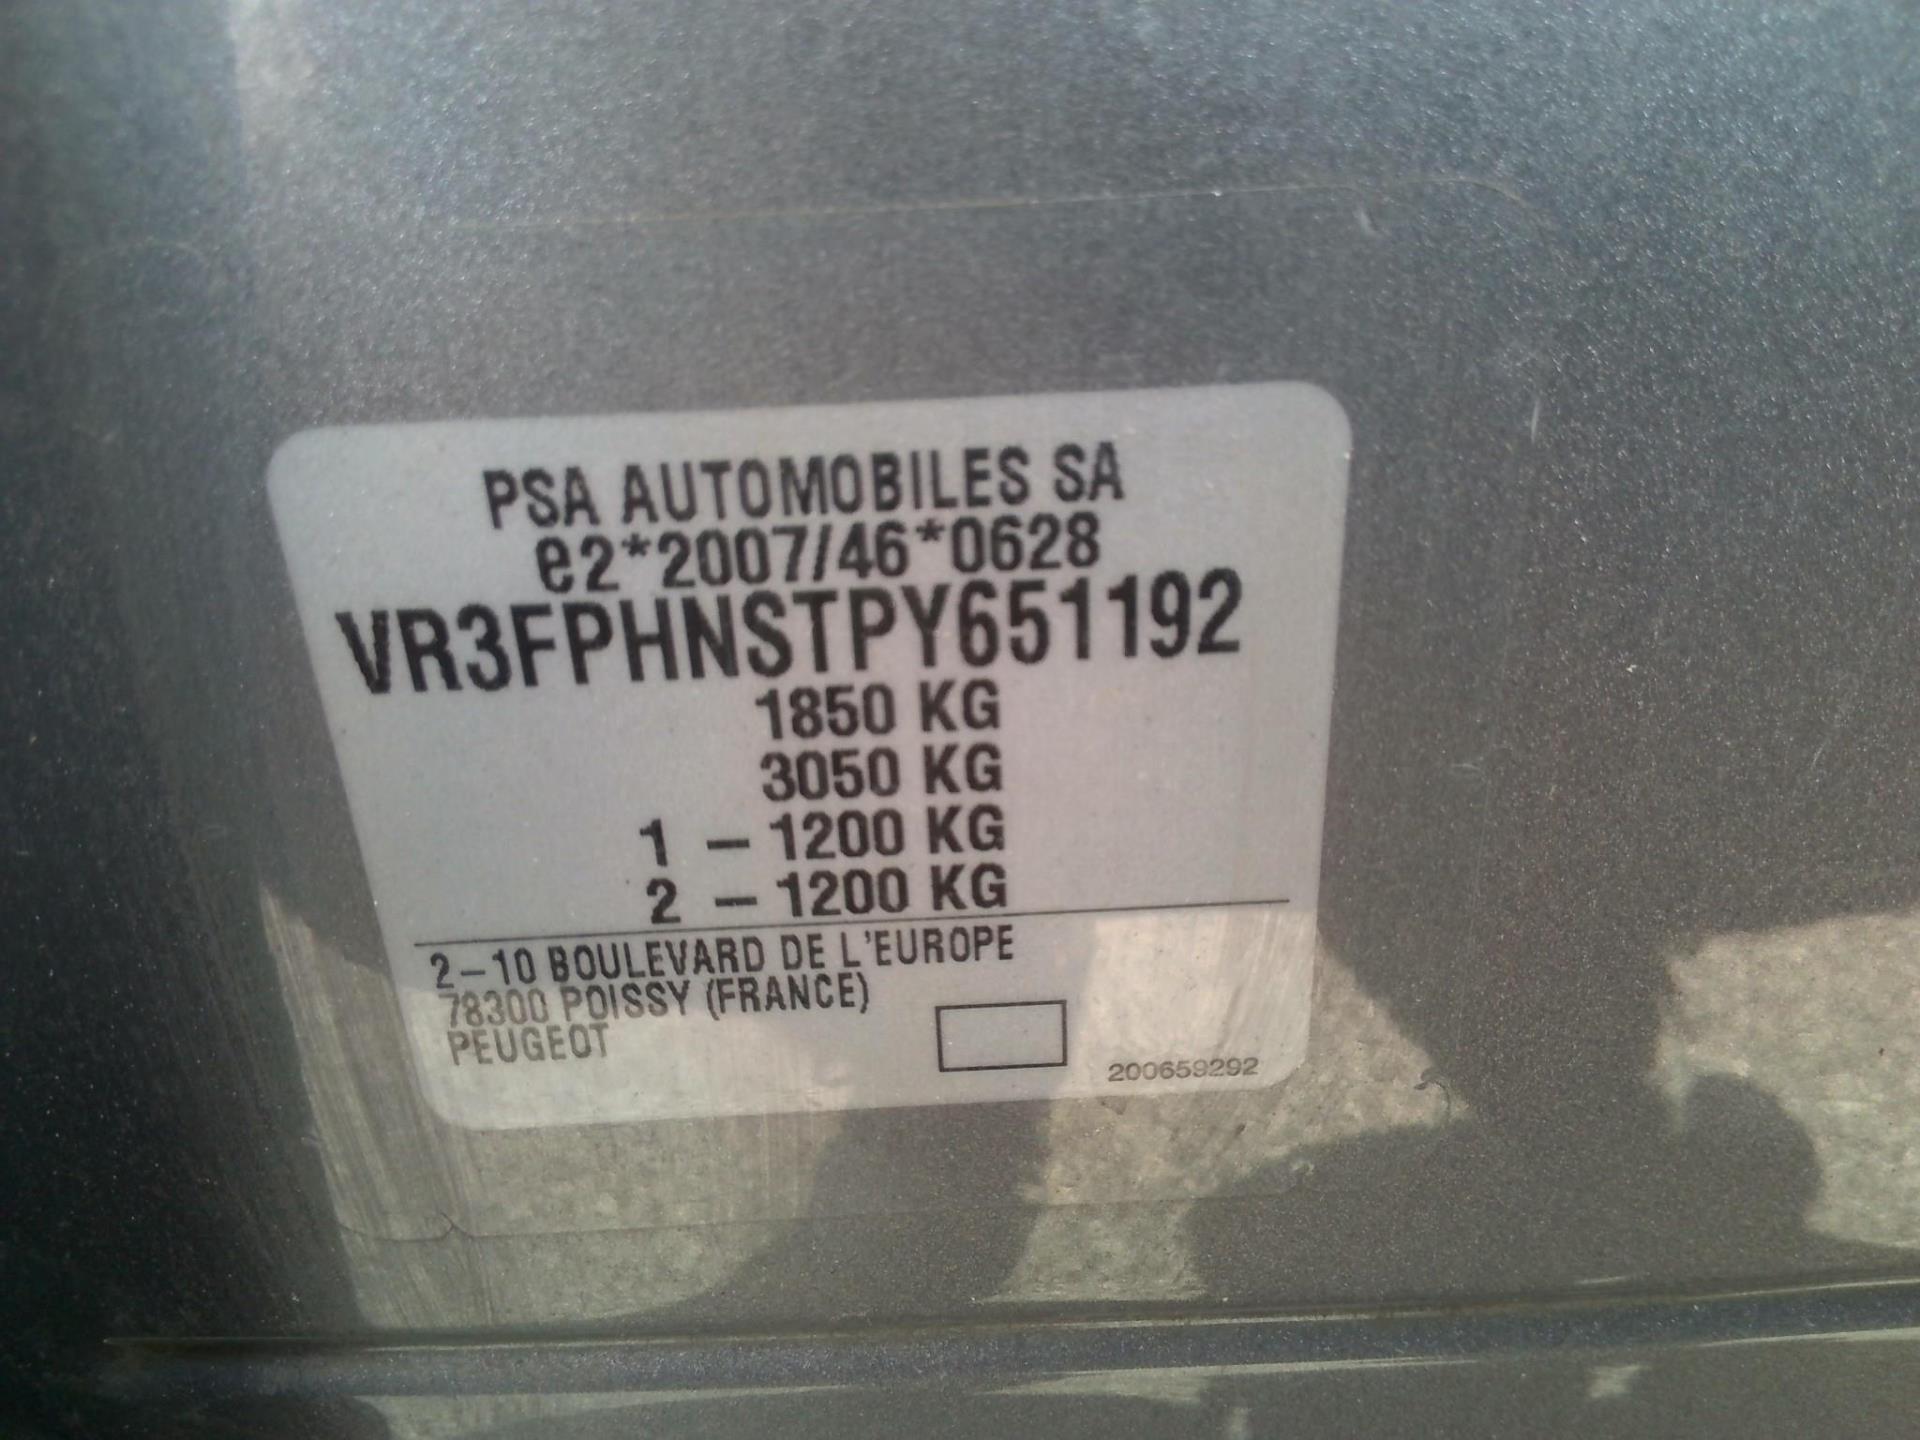 PSA AUTOMOBILES SA
e2*2007/46*0628
VR3FPHNSTPY651192
1850 KG
3050 KG
1 – 1200 KG
2 – 1200 KG
2–10 BOULEVARD DE L'EUROPE
78300 POISSY (FRANCE)
PEUGEOT
200659292